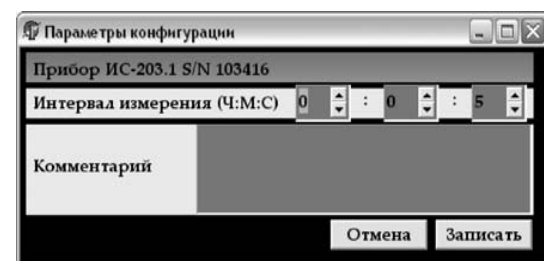 Параметры конфигурации
Прибор ИС-203.1 S/N 103416
Интервал измерения (Ч:М:С) 0 : 0 : 5
Комментарий
Отмена Записать